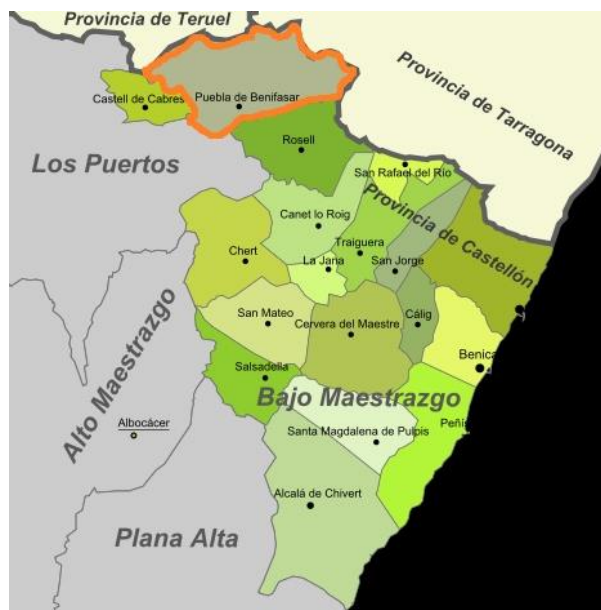 Provincia de Teruel
Provincia de Tarragona
Castell de Cabres
Puebla de Benifasar
Rosell
Los Puertos
San Rafael del Río
Canet lo Roig
Provincia de Castellón
Traiguera
Chert
La Jana
San Jorge
San Mateo
Cervera del Maestre
Cálig
Benica
Salsadella
Alto Maestrazgo
Bajo Maestrazgo
Albocácer
Peñís
Santa Magdalena de Pulpis
Alcalá de Chivert
Plana Alta